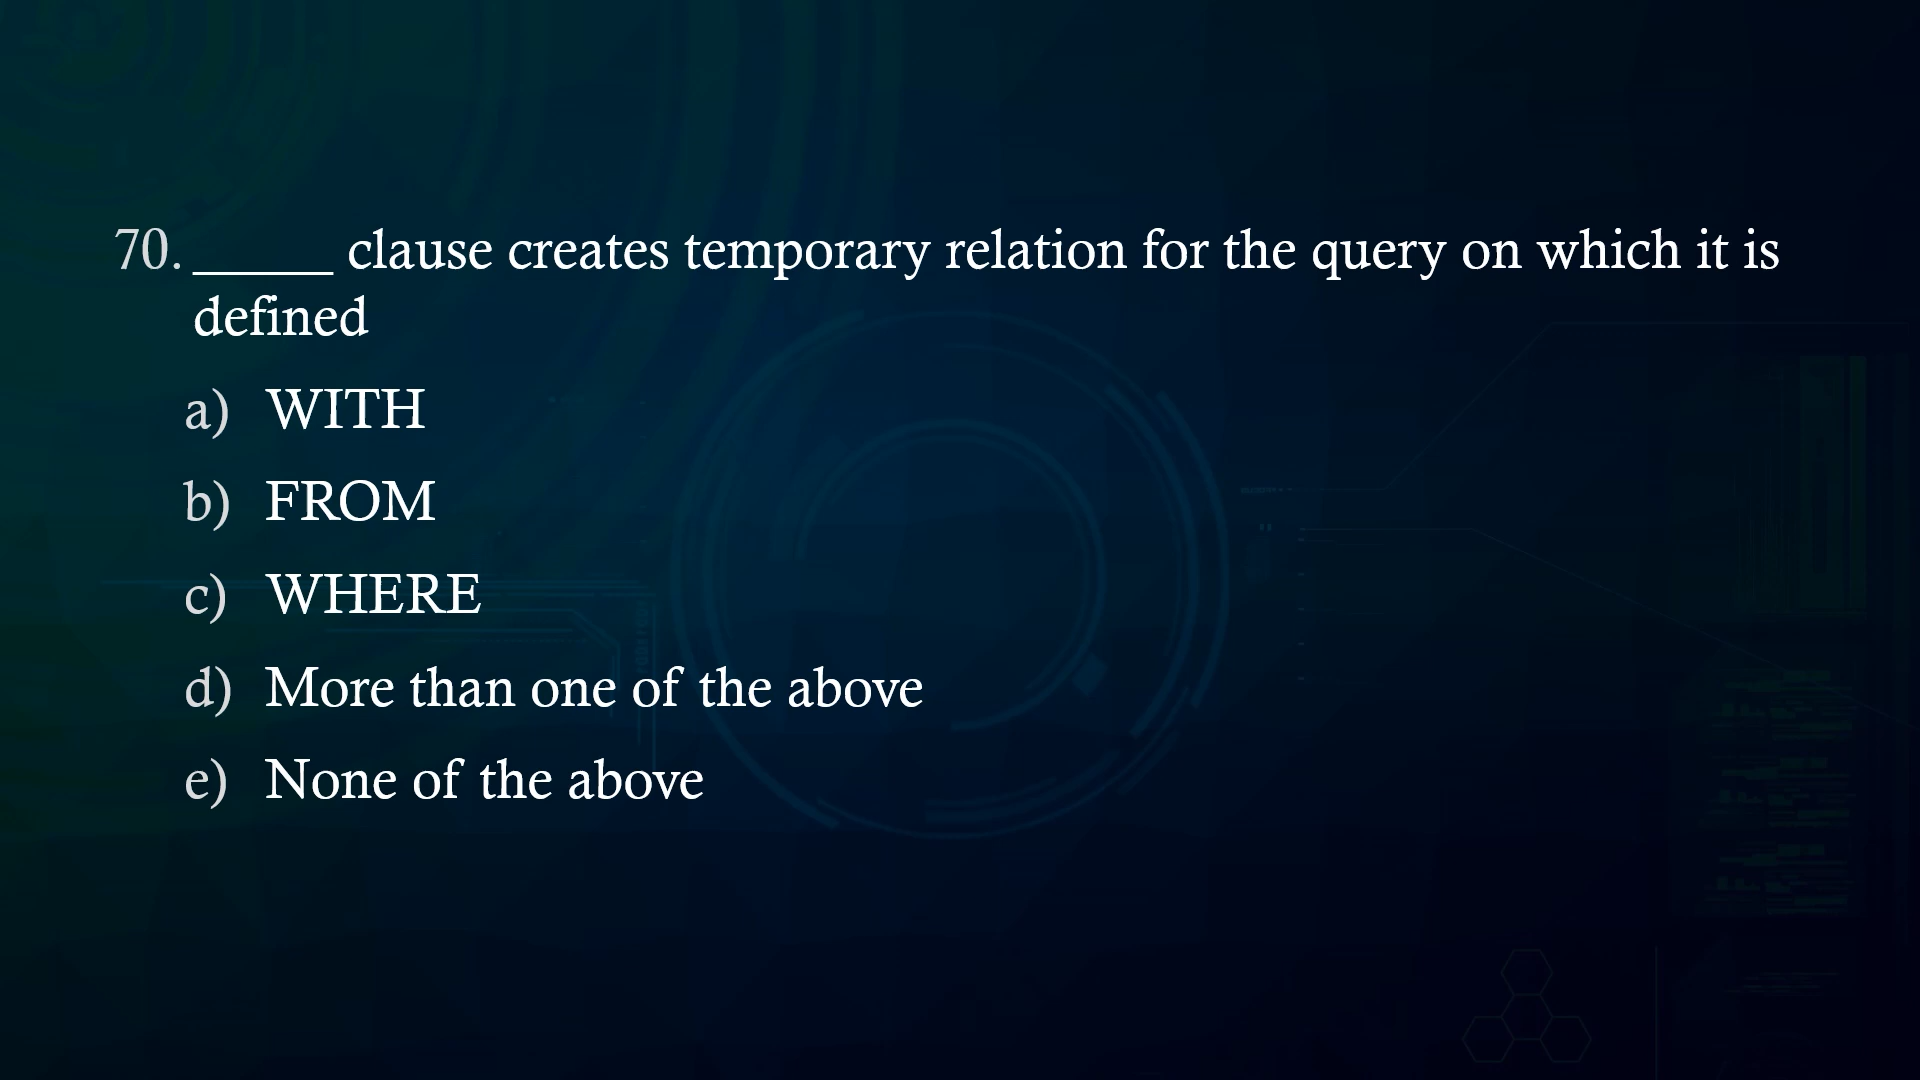 70. _____ clause creates temporary relation for the query on which it is
defined
a) WITH
b) FROM
c) WHERE
d) More than one of the above
e) None of the above